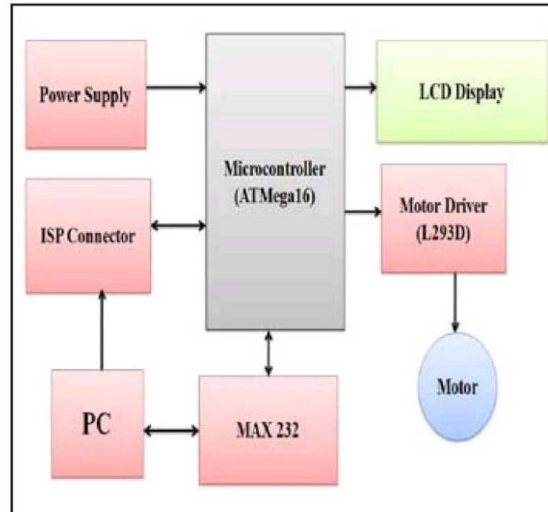 Power Supply
Microcontroller
(ATMega16)
LCD Display
ISP Connector
Motor Driver
(L293D)
PC
MAX 232
Motor